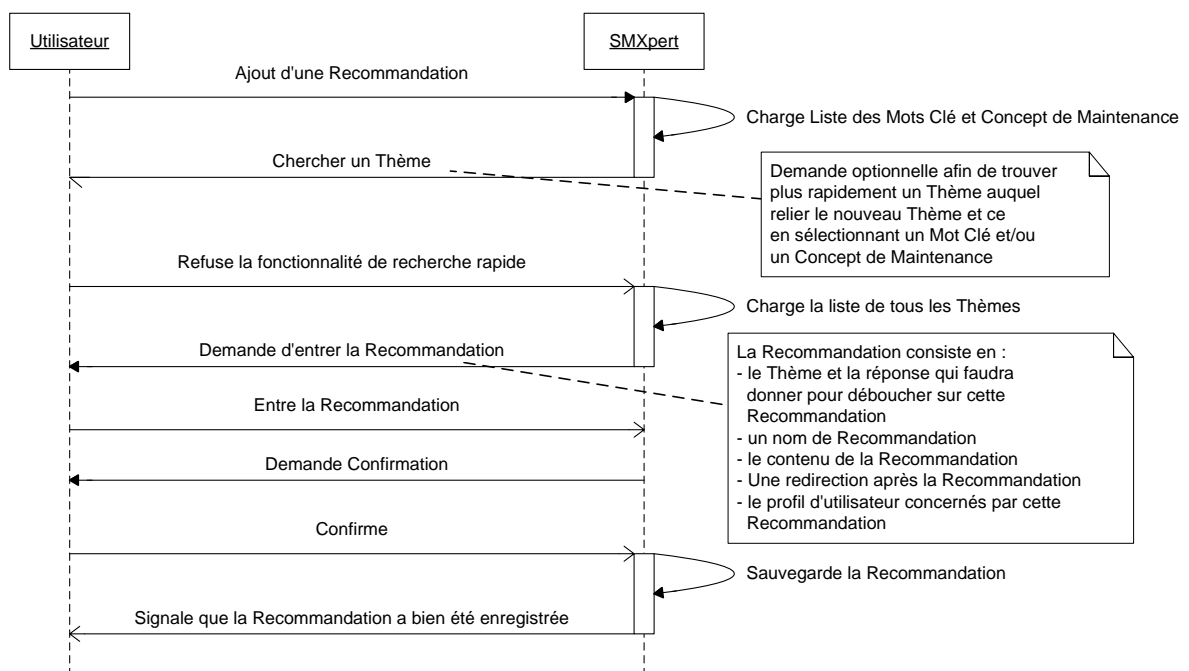 Utilisateur
SMXpert
Ajout d'une Recommandation
Charge Liste des Mots Clé et Concept de Maintenance
Chercher un Thème
Demande optionnelle afin de trouver
plus rapidement un Thème auquel
relier le nouveau Thème et ce
en sélectionnant un Mot Clé et/ou
un Concept de Maintenance
Refuse la fonctionnalité de recherche rapide
Charge la liste de tous les Thèmes
Demande d'entrer la Recommandation
La Recommandation consiste en :
- le Thème et la réponse qui faudra
donner pour déboucher sur cette
Recommandation
- un nom de Recommandation
- le contenu de la Recommandation
- Une redirection après la Recommandation
- le profil d'utilisateur concernés par cette
Recommandation
Entre la Recommandation
Demande Confirmation
Confirme
Sauvegarde la Recommandation
Signale que la Recommandation a bien été enregistrée